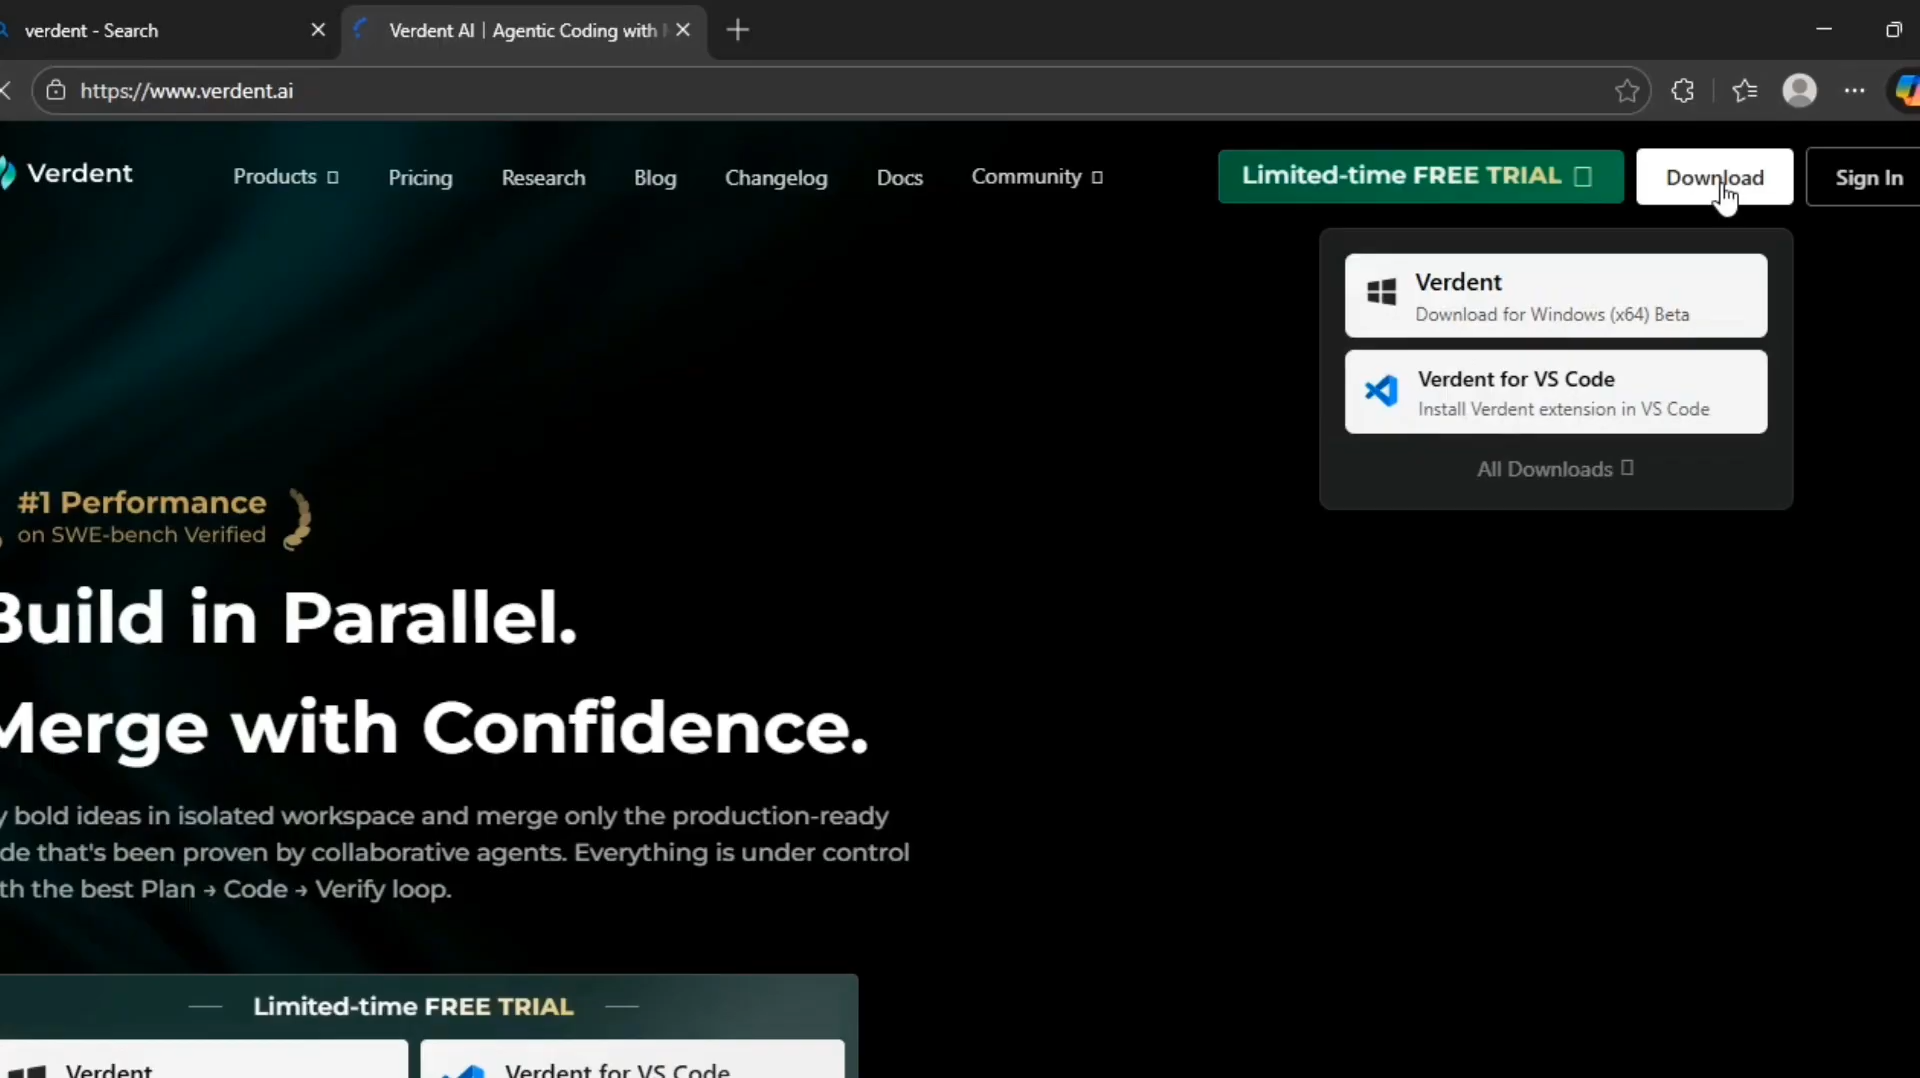 verdent - Search
Verdent AI | Agentic Coding with
https://www.verdent.ai
Verdent
Products
Pricing
Research
Blog
Changelog
Docs
Community
Limited-time FREE TRIAL
Download
Sign In
Verdent
Download for Windows (x64) Beta
Verdent for VS Code
Install Verdent extension in VS Code
All Downloads
#1 Performance
on SWE-bench Verified
Build in Parallel.
Merge with Confidence.
y bold ideas in isolated workspace and merge only the production-ready
de that's been proven by collaborative agents. Everything is under control
th the best Plan → Code → Verify loop.
Limited-time FREE TRIAL
Verdent
Verdent for VS Code